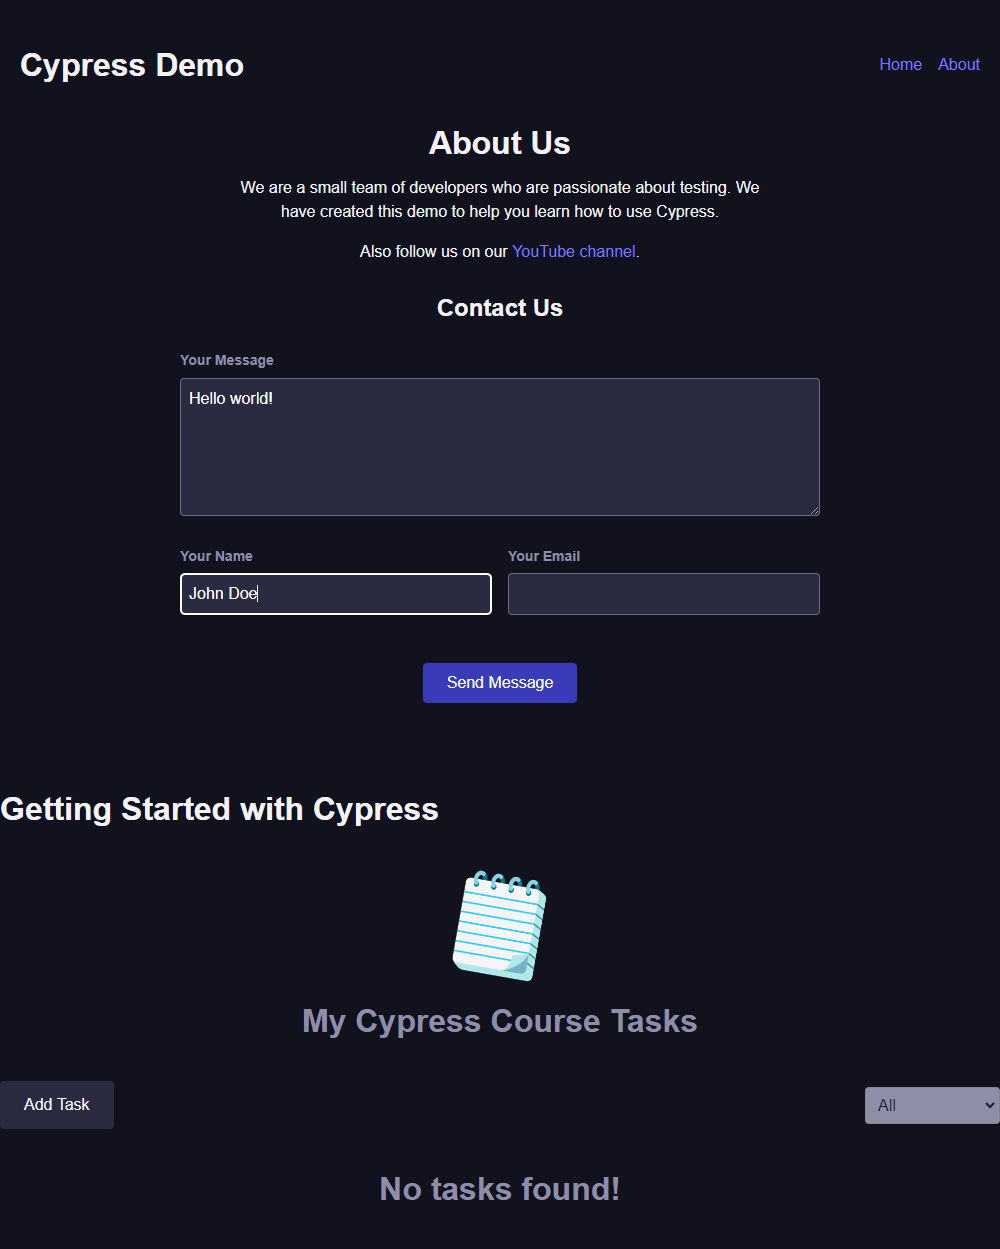 Cypress Demo
Home About
About Us
We are a small team of developers who are passionate about testing. We
have created this demo to help you learn how to use Cypress.
Also follow us on our YouTube channel.
Contact Us
Your Message
Hello world!
Your Name
Your Email
John Doe
Send Message
Getting Started with Cypress
My Cypress Course Tasks
Add Task
All
No tasks found!